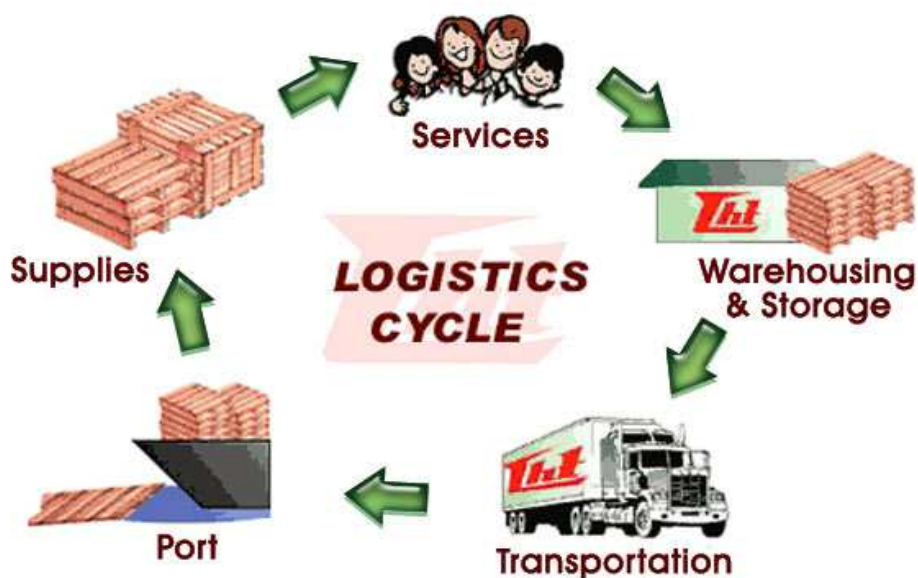 Services
Supplies
Warehousing
& Storage
LOGISTICS
CYCLE
Port
Transportation